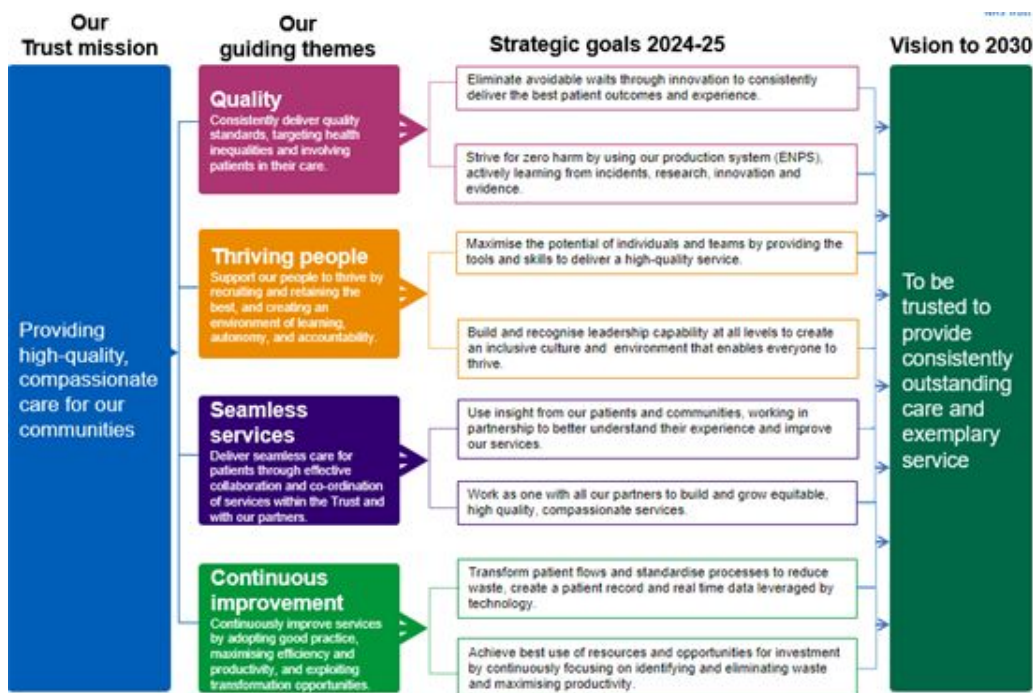 Our
Trust mission
Our
guiding themes
Strategic goals 2024-25
Vision to 2030
Providing
high-quality,
compassionate
care for our
communities
Quality
Consistently deliver quality
standards, targeting health
inequalities and involving
patients in their care.
Eliminate avoidable waits through innovation to consistently
deliver the best patient outcomes and experience.
Strive for zero harm by using our production system (ENPS),
actively learning from incidents, research, innovation and
evidence.
Thriving people
Support our people to thrive by
recruiting and retaining the
best, and creating an
environment of learning,
autonomy, and accountability.
Maximise the potential of individuals and teams by providing the
tools and skills to deliver a high-quality service.
Build and recognise leadership capability at all levels to create
an inclusive culture and environment that enables everyone to
thrive.
Seamless
services
Deliver seamless care for
patients through effective
collaboration and co-ordination
of services within the Trust and
with our partners.
Use insight from our patients and communities, working in
partnership to better understand their experience and improve
our services.
Work as one with all our partners to build and grow equitable,
high quality, compassionate services.
Continuous
improvement
Continuously improve services
by adopting good practice,
maximising efficiency and
productivity, and exploiting
transformation opportunities.
Transform patient flows and standardise processes to reduce
waste, create a patient record and real time data leveraged by
technology.
Achieve best use of resources and opportunities for investment
by continuously focusing on identifying and eliminating waste
and maximising productivity.
To be
trusted to
provide
consistently
outstanding
care and
exemplary
service